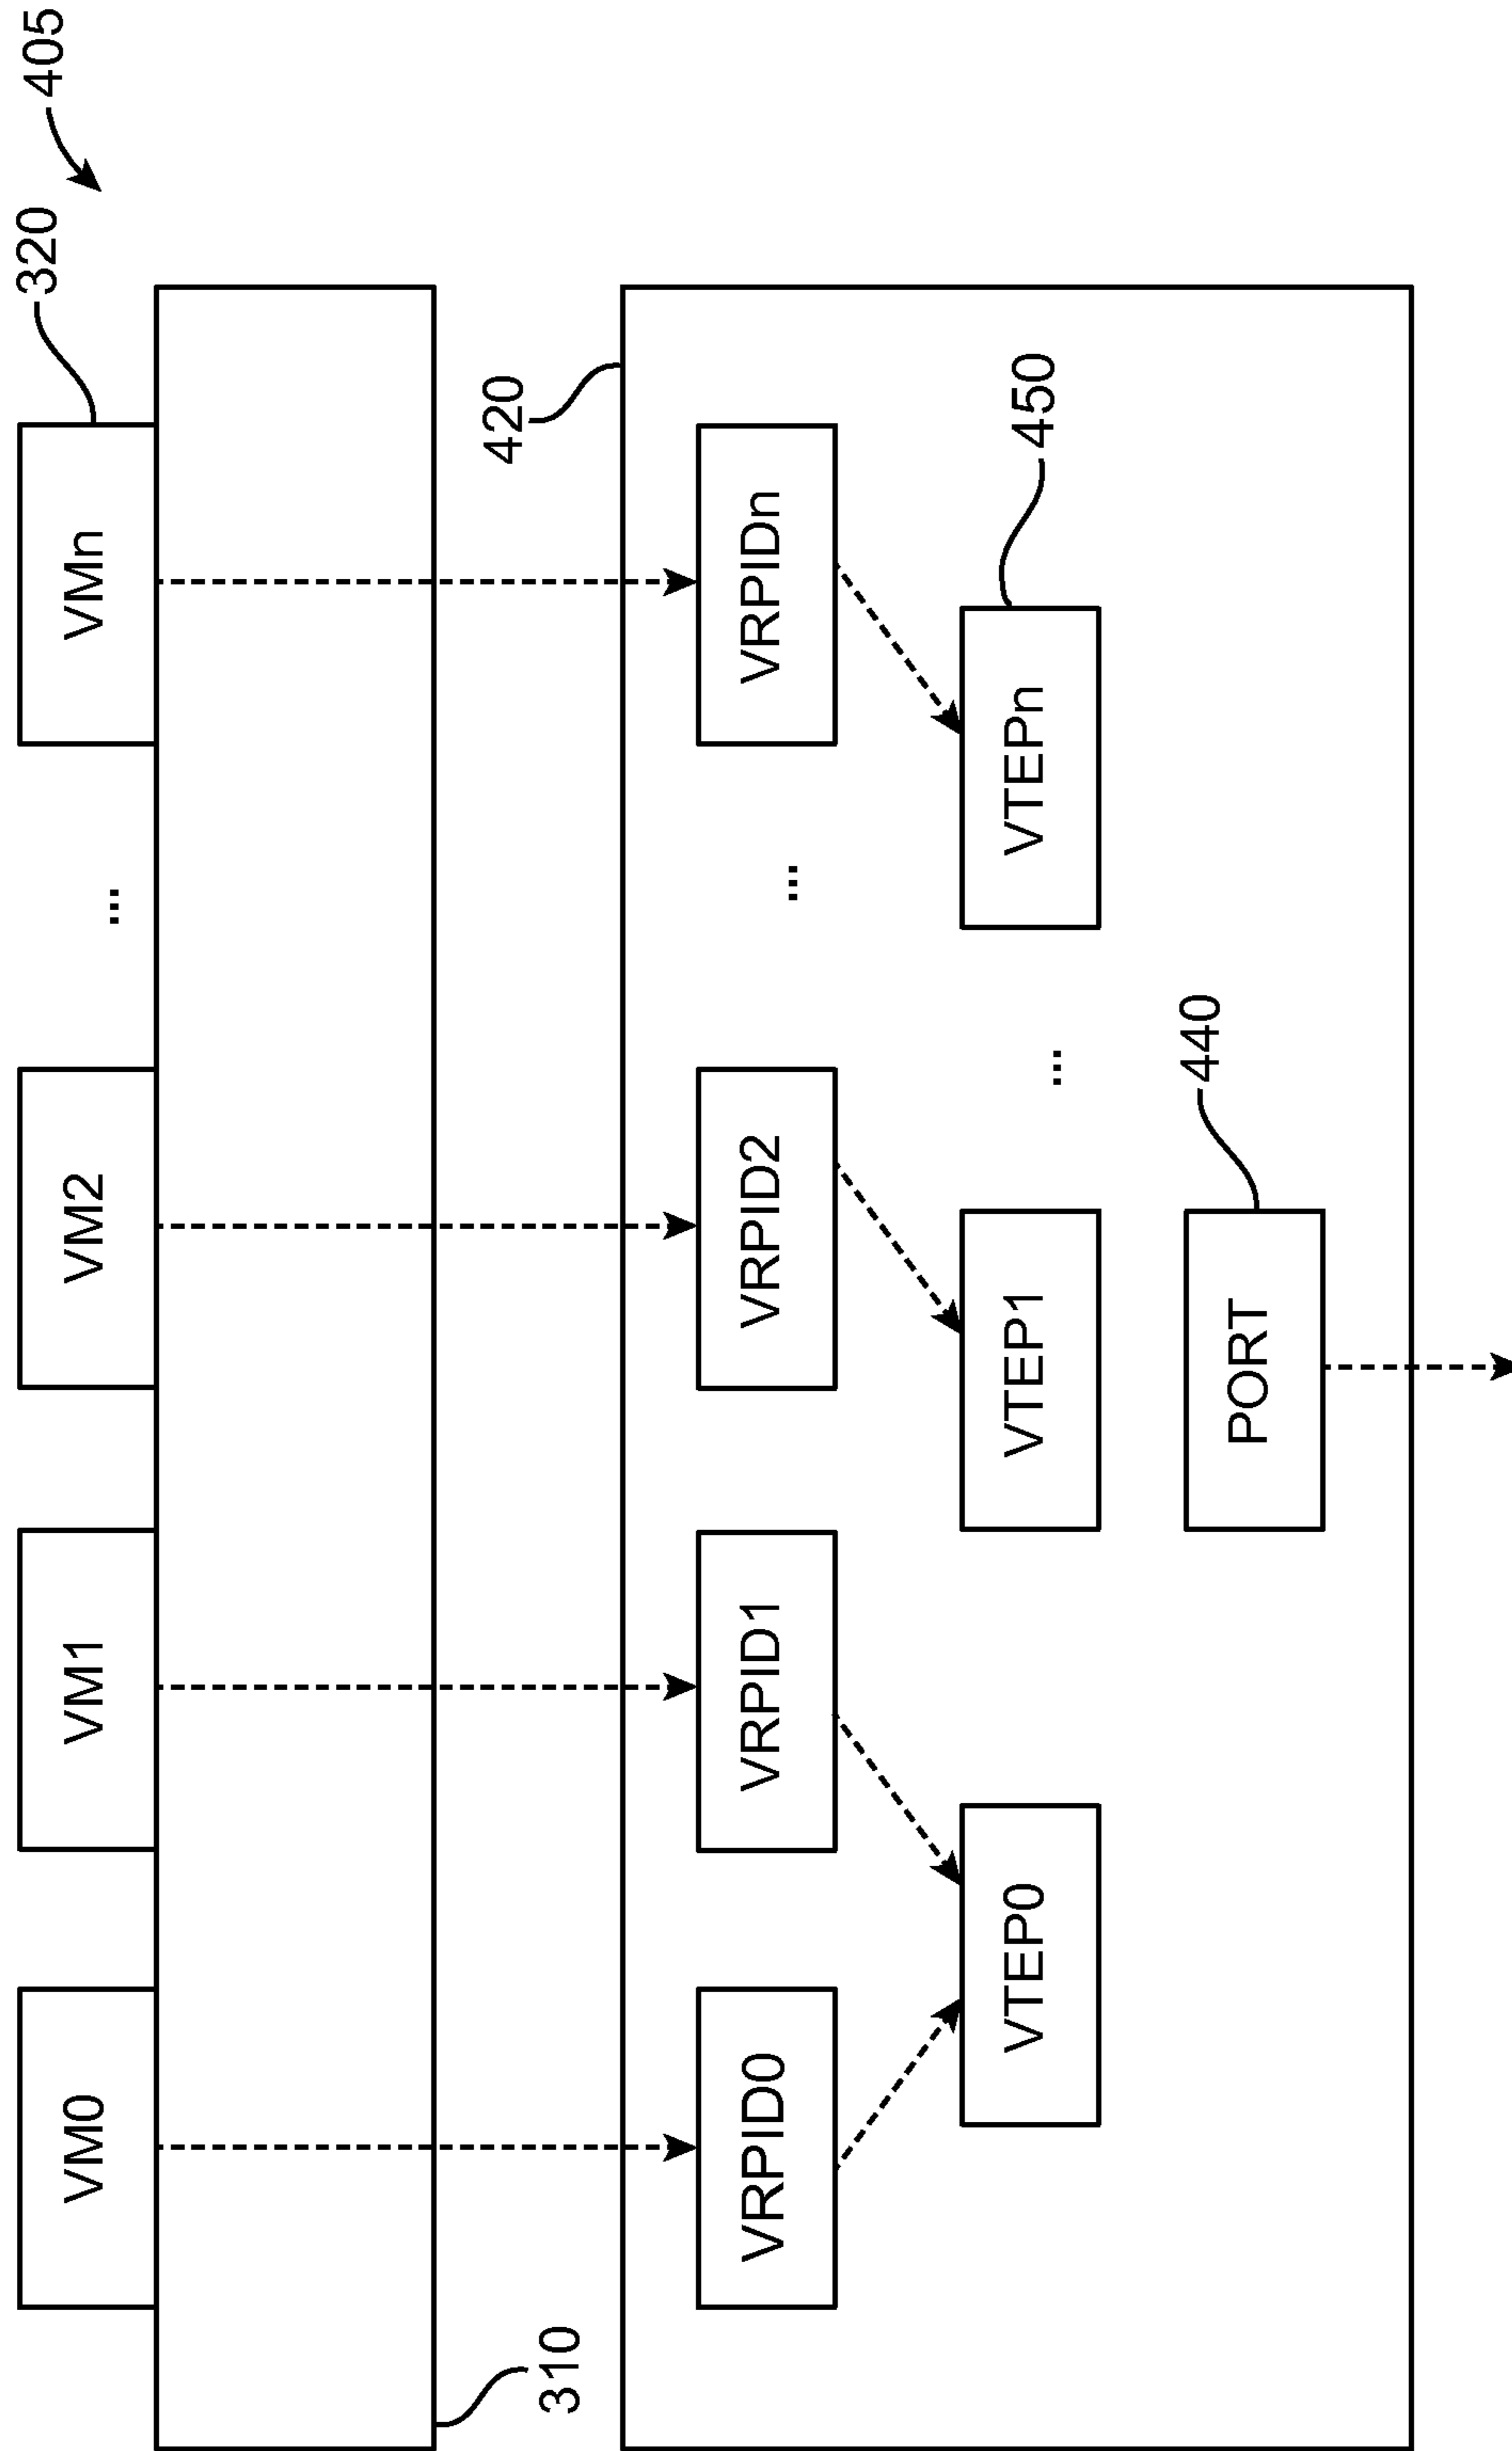 405
320
VM0
VM1
VM2
...
VMn
310
420
VRPID0
VRPID1
VRPID2
...
VRPIDn
VTEP0
VTEP1
...
VTEPn
450
PORT
440